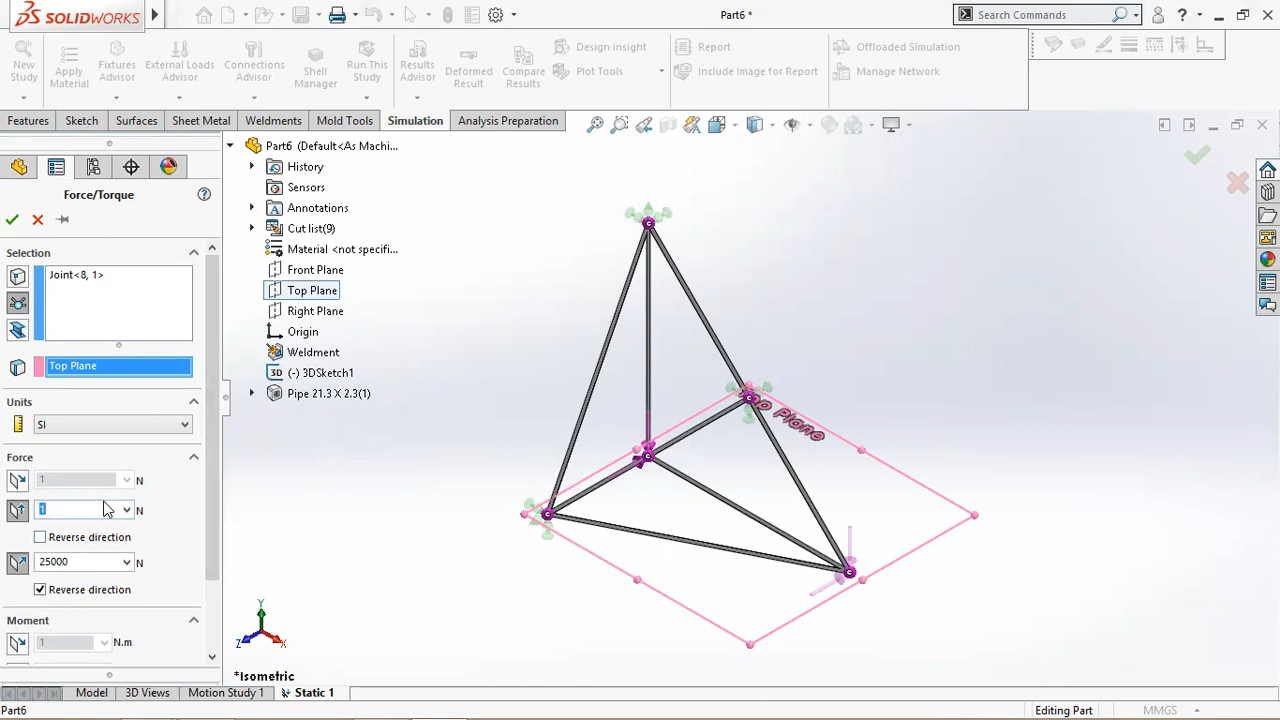 SOLIDWORKS
Part6 *
Search Commands
?
New Study
Apply Material
Fixtures Advisor
External Loads Advisor
Connections Advisor
Shell Manager
Run This Study
Results Advisor
Deformed Result
Compare Results
Design Insight
Plot Tools
Report
Include Image for Report
Offloaded Simulation
Manage Network
Features Sketch Surfaces Sheet Metal Weldments Mold Tools Simulation Analysis Preparation
Force/Torque
?
Selection
Joint<8, 1>
Top Plane
Units
SI
Force
1 N
1 N
Reverse direction
25000 N
Reverse direction
Moment
1 N.m
Part6 (Default<As Machi...
History
Sensors
Annotations
Cut list(9)
Material <not specifi...
Front Plane
Top Plane
Right Plane
Origin
Weldment
3D (-) 3DSketch1
Pipe 21.3 X 2.3(1)
Top Plane
Y
Z X
*Isometric
Model 3D Views Motion Study 1 Static 1
Part6 Editing Part MMGS